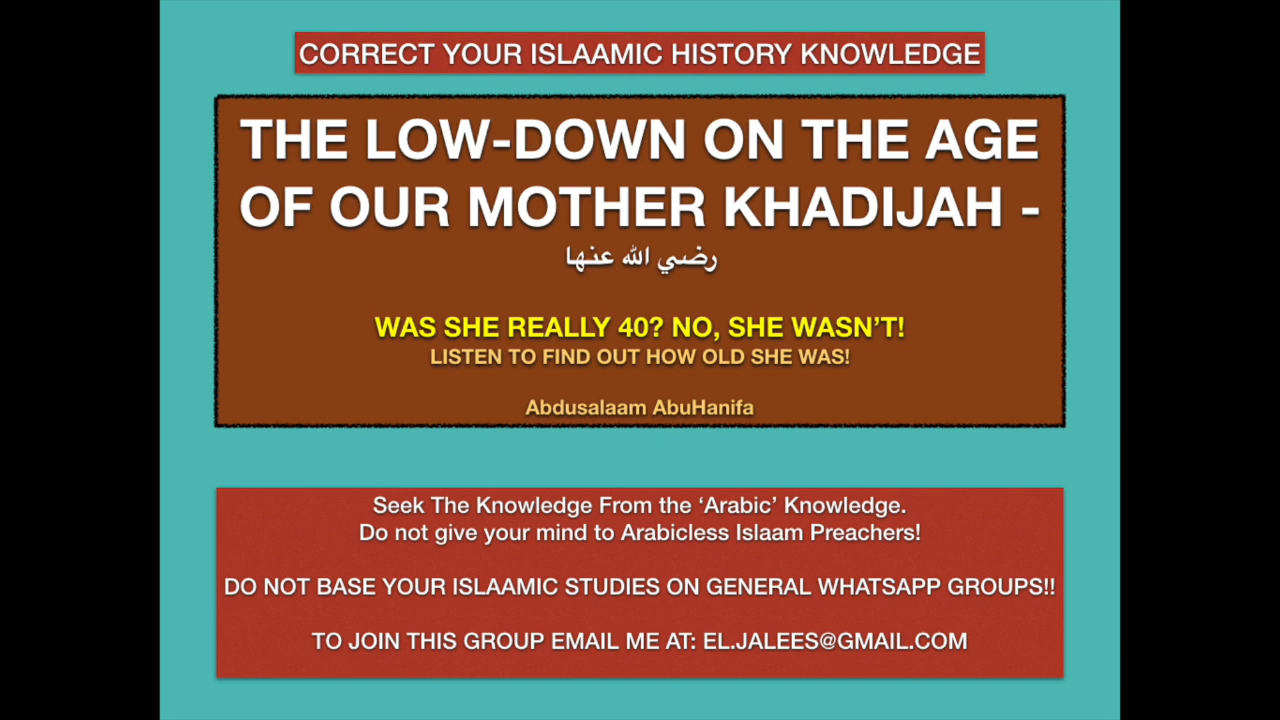 CORRECT YOUR ISLAAMIC HISTORY KNOWLEDGE
THE LOW-DOWN ON THE AGE
OF OUR MOTHER KHADIJAH -
رضي الله عنها
WAS SHE REALLY 40? NO, SHE WASN’T!
LISTEN TO FIND OUT HOW OLD SHE WAS!
Abdusalaam AbuHanifa
Seek The Knowledge From the ‘Arabic’ Knowledge.
Do not give your mind to Arabicless Islaam Preachers!
DO NOT BASE YOUR ISLAAMIC STUDIES ON GENERAL WHATSAPP GROUPS!!
TO JOIN THIS GROUP EMAIL ME AT: EL.JALEES@GMAIL.COM